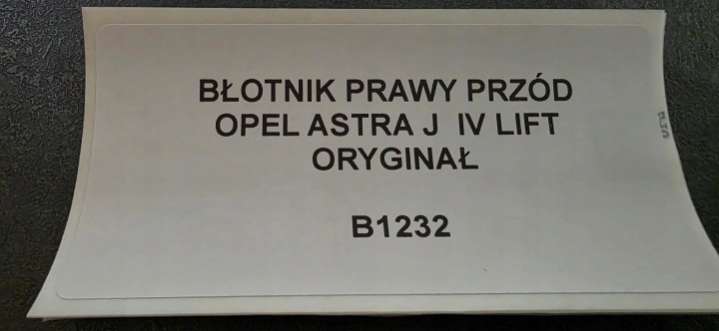 BŁOTNIK PRAWY PRZÓD
OPEL ASTRA J IV LIFT
ORYGINAŁ
B1232